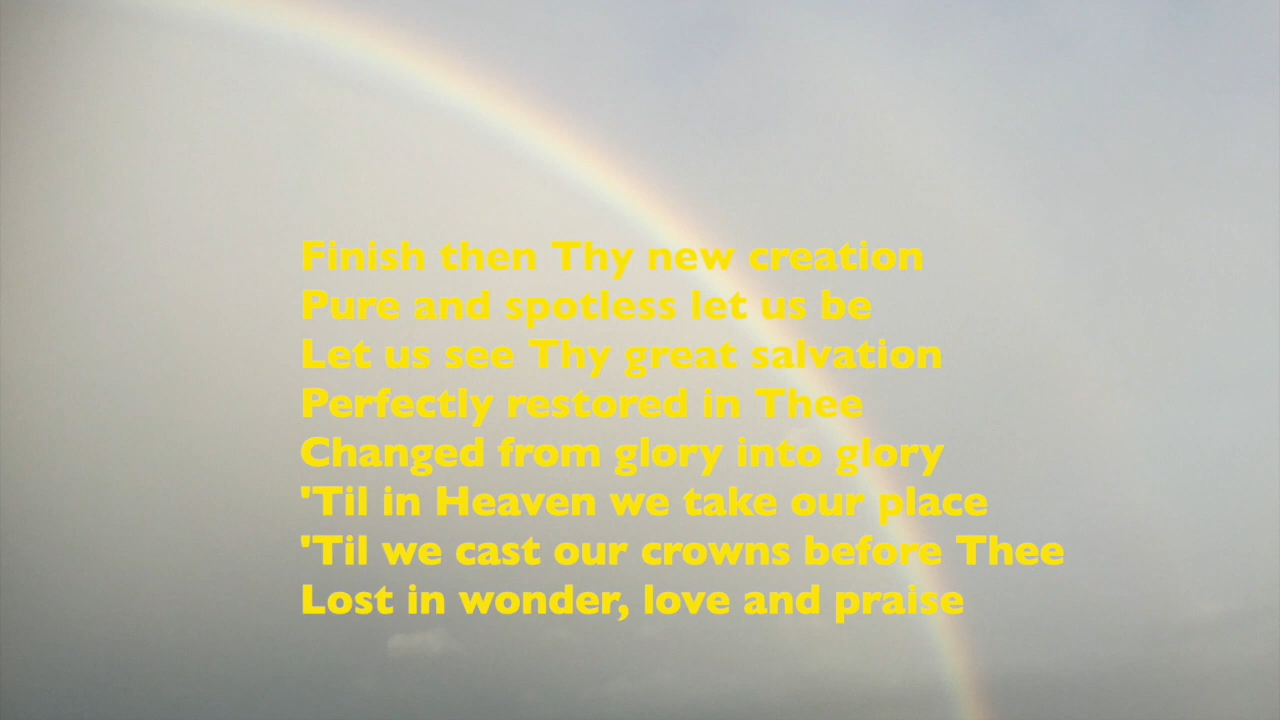 Finish then Thy new creation
Pure and spotless let us be
Let us see Thy great salvation
Perfectly restored in Thee
Changed from glory into glory
'Til in Heaven we take our place
'Til we cast our crowns before Thee
Lost in wonder, love and praise